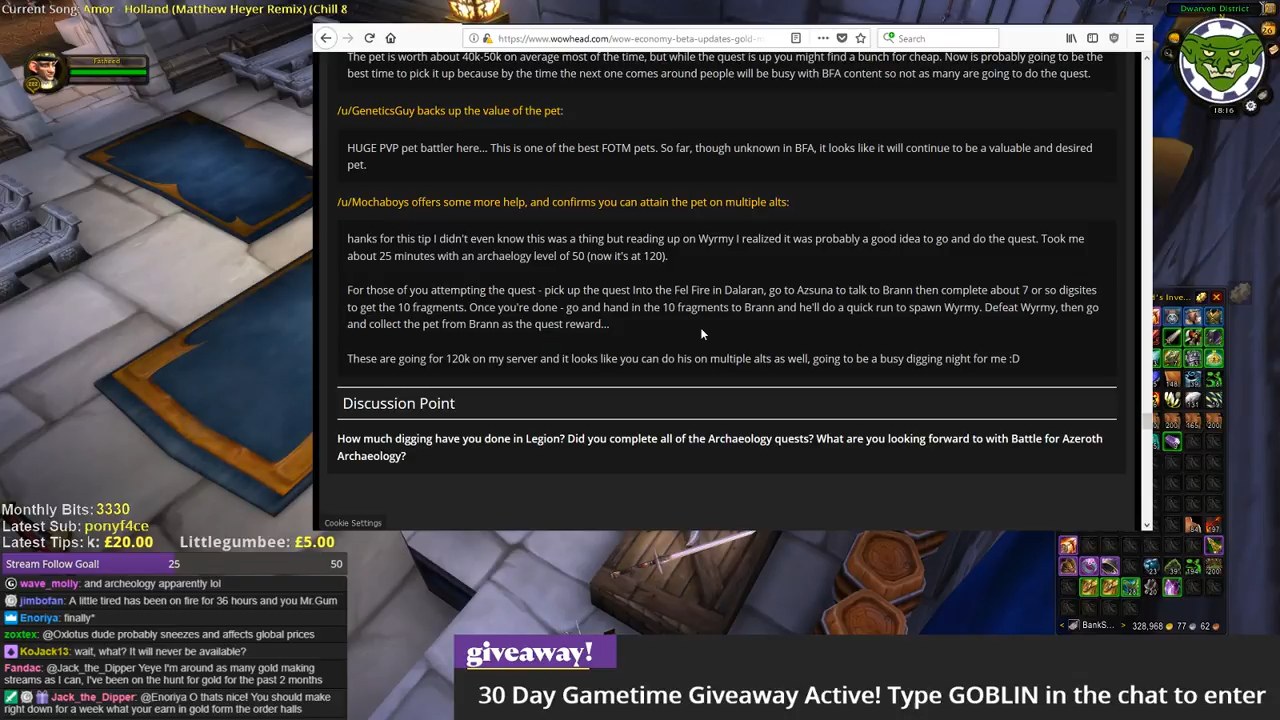 Current Song: Amor - Holland (Matthew Heyer Remix) (Chill &
Dwarven District
26
Fatheed
https://www.wowhead.com/wow-economy-beta-updates-gold-m
Search
The pet is worth about 40k-50k on average most of the time, but while the quest is up you might find a bunch for cheap. Now is probably going to be the
best time to pick it up because by the time the next one comes around people will be busy with BFA content so not as many are going to do the quest.
18:16
/u/GeneticsGuy backs up the value of the pet:
HUGE PVP pet battler here... This is one of the best FOTM pets. So far, though unknown in BFA, it looks like it will continue to be a valuable and desired
pet.
/u/Mochaboys offers some more help, and confirms you can attain the pet on multiple alts:
hanks for this tip I didn't even know this was a thing but reading up on Wyrmy I realized it was probably a good idea to go and do the quest. Took me
about 25 minutes with an archaelogy level of 50 (now it's at 120).
For those of you attempting the quest - pick up the quest Into the Fel Fire in Dalaran, go to Azsuna to talk to Brann then complete about 7 or so digsites
to get the 10 fragments. Once you're done - go and hand in the 10 fragments to Brann and he'll do a quick run to spawn Wyrmy. Defeat Wyrmy, then go
and collect the pet from Brann as the quest reward...
These are going for 120k on my server and it looks like you can do his on multiple alts as well, going to be a busy digging night for me :D
's Inve...
Discussion Point
How much digging have you done in Legion? Did you complete all of the Archaeology quests? What are you looking forward to with Battle for Azeroth
Archaeology?
Cookie Settings
Monthly Bits: 3330
Latest Sub: ponyf4ce
Latest Tips: k: £20.00 Littlegumbee: £5.00
Stream Follow Goal! 25 50
wave_molly: and archeology apparently lol
jimbofan: A little tired has been on fire for 36 hours and you Mr.Gum
Enoriya: finally*
zoxtex: @Oxlotus dude probably sneezes and affects global prices
KoJack13: wait, what? It will never be available?
Fandac: @Jack_the_Dipper Yeye I'm around as many gold making
streams as I can, I've been on the hunt for gold for the past 2 months
Jack_the_Dipper: @Enoriya O thats nice! You should make
right down for a week what your earn in gold form the order halls
BankS...
328,968 77 62
giveaway!
30 Day Gametime Giveaway Active! Type GOBLIN in the chat to enter